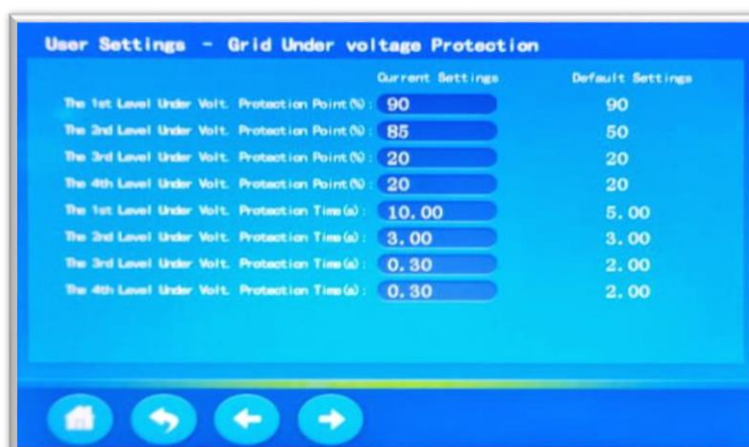 User Settings - Grid Under voltage Protection
Current Settings Default Settings
The 1st Level Under Volt. Protection Point(%): 90 90
The 2nd Level Under Volt. Protection Point(%): 85 50
The 3rd Level Under Volt. Protection Point(%): 20 20
The 4th Level Under Volt. Protection Point(%): 20 20
The 1st Level Under Volt. Protection Time(s): 10.00 5.00
The 2nd Level Under Volt. Protection Time(s): 3.00 3.00
The 3rd Level Under Volt. Protection Time(s): 0.30 2.00
The 4th Level Under Volt. Protection Time(s): 0.30 2.00